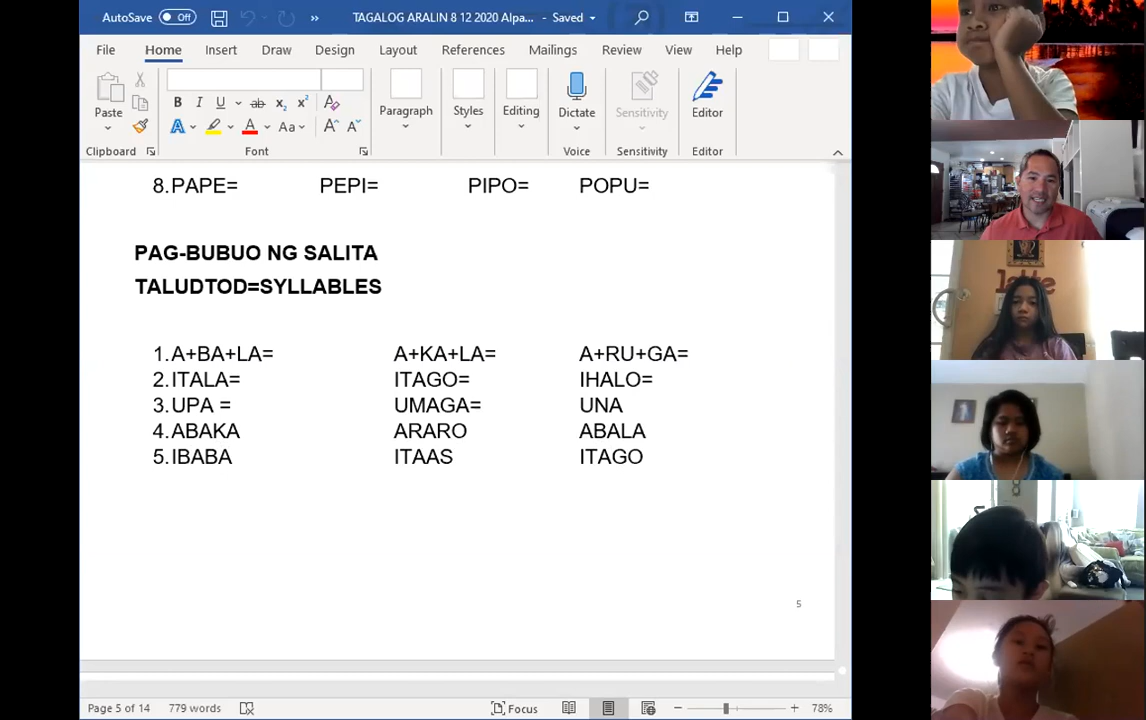 AutoSave Off TAGALOG ARALIN 8 12 2020 Alpa... - Saved
File Home Insert Draw Design Layout References Mailings Review View Help
Paste Paragraph Styles Editing Dictate Sensitivity Editor
Clipboard Font Voice Sensitivity Editor
8. PAPE= PEPI= PIPO= POPU=
PAG-BUBUO NG SALITA
TALUDTOD=SYLLABLES
1. A+BA+LA= A+KA+LA= A+RU+GA=
2. ITALA= ITAGO= IHALO=
3. UPA = UMAGA= UNA
4. ABAKA ARARO ABALA
5. IBABA ITAAS ITAGO
5
Page 5 of 14 779 words Focus 78%
latte